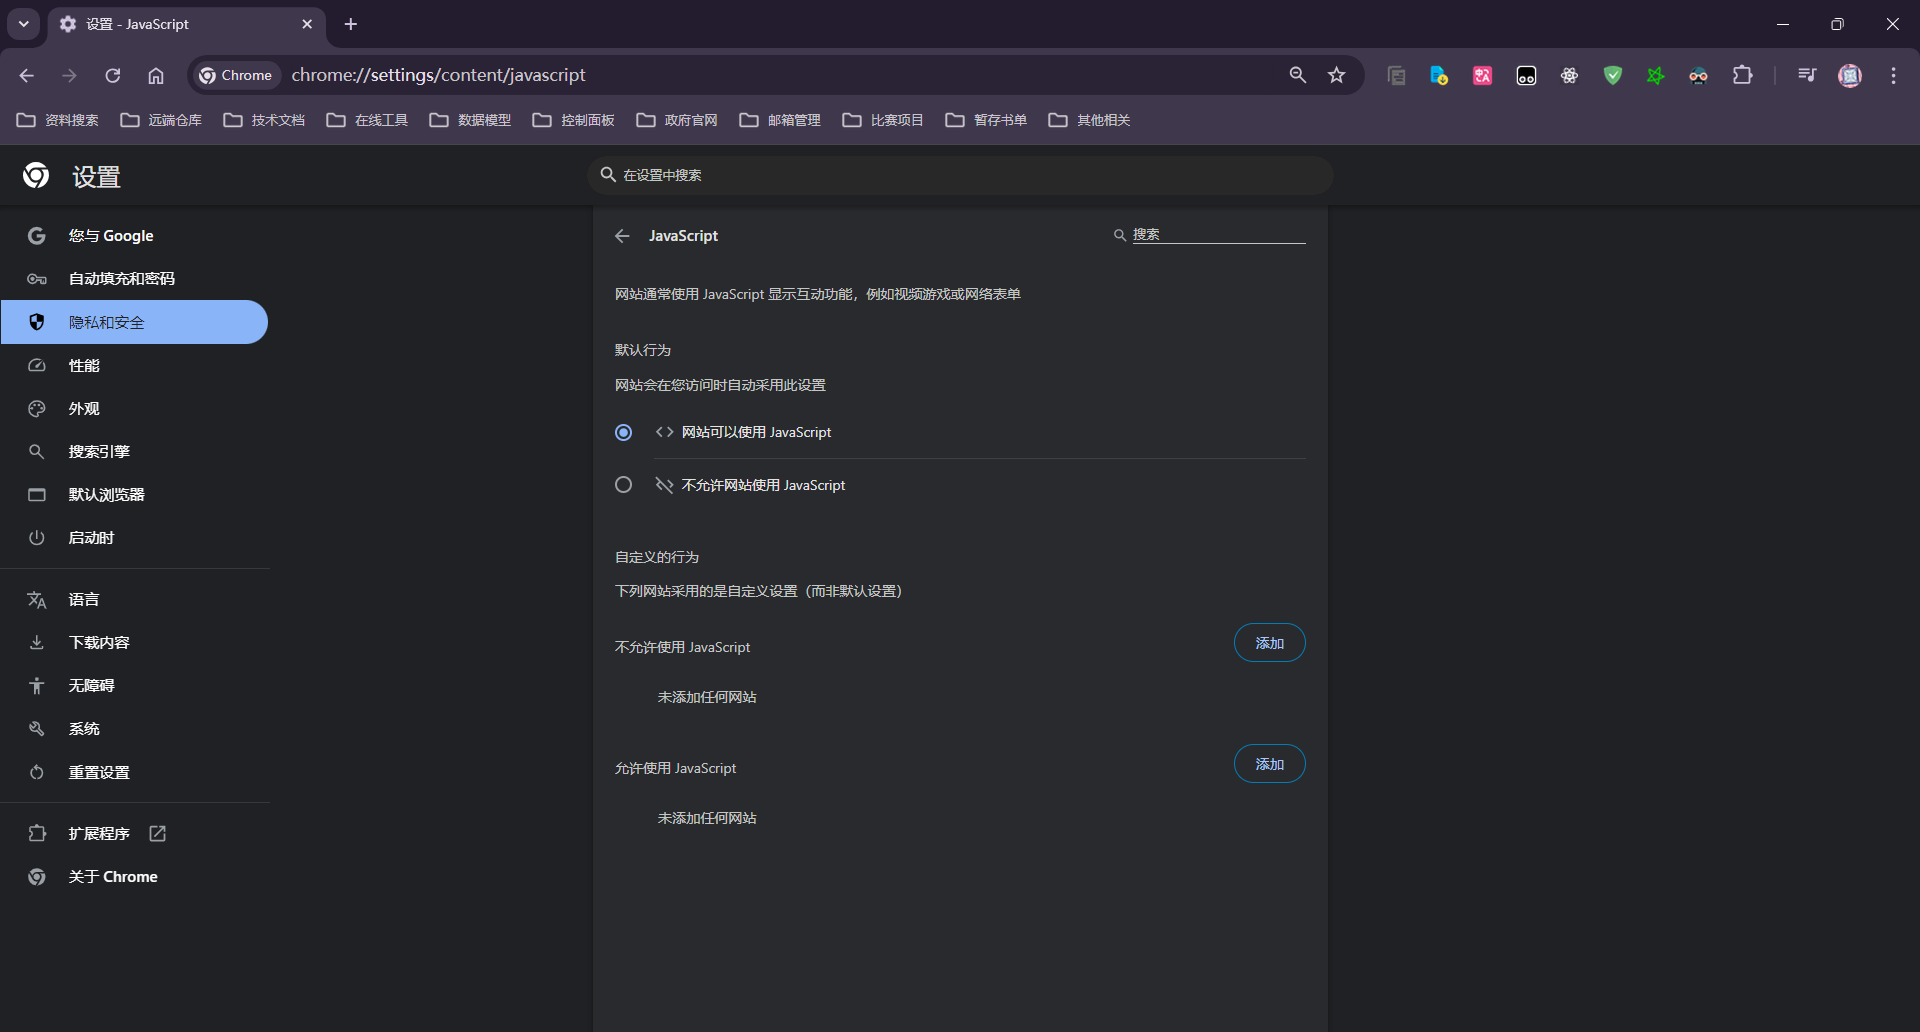 设置 - JavaScript
Chrome
chrome://settings/content/javascript
资料搜索 远端仓库 技术文档 在线工具 数据模型 控制面板 政府官网 邮箱管理 比赛项目 暂存书单 其他相关
设置
在设置中搜索
您与 Google
自动填充和密码
隐私和安全
性能
外观
搜索引擎
默认浏览器
启动时
语言
下载内容
无障碍
系统
重置设置
扩展程序
关于 Chrome
JavaScript
搜索
网站通常使用 JavaScript 显示互动功能，例如视频游戏或网络表单
默认行为
网站会在您访问时自动采用此设置
网站可以使用 JavaScript
不允许网站使用 JavaScript
自定义的行为
下列网站采用的是自定义设置（而非默认设置）
不允许使用 JavaScript
添加
未添加任何网站
允许使用 JavaScript
添加
未添加任何网站